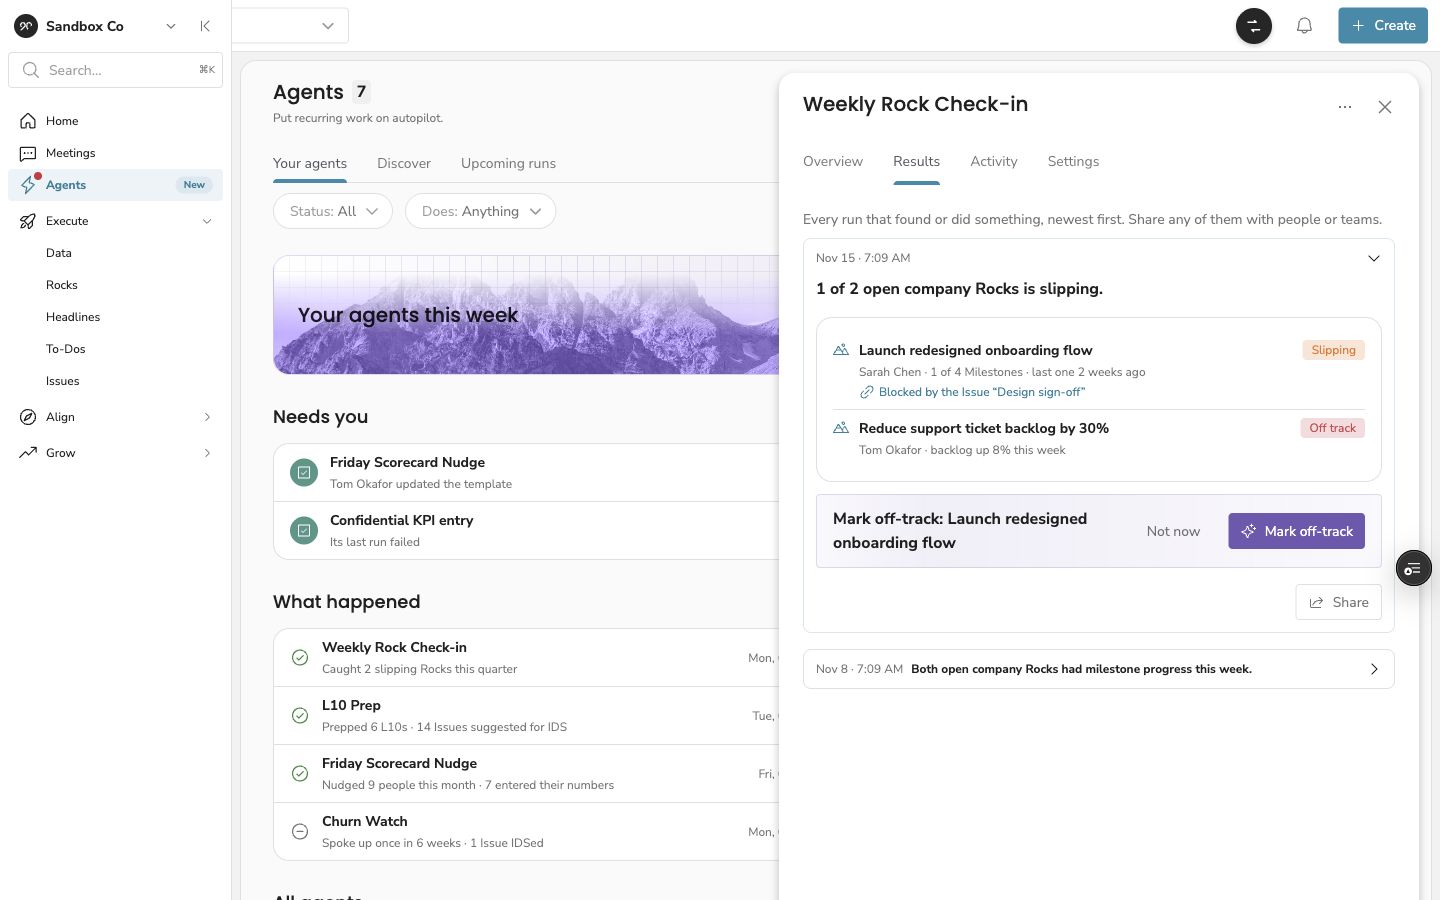 Sandbox Co
Search...
⌘K
Home
Meetings
Agents
New
Execute
Data
Rocks
Headlines
To-Dos
Issues
Align
Grow
Create
Agents 7
Put recurring work on autopilot.
Your agents
Discover
Upcoming runs
Status: All
Does: Anything
Your agents this week
Needs you
Friday Scorecard Nudge
Tom Okafor updated the template
Confidential KPI entry
Its last run failed
What happened
Weekly Rock Check-in
Caught 2 slipping Rocks this quarter
Mon,
L10 Prep
Prepped 6 L10s · 14 Issues suggested for IDS
Tue,
Friday Scorecard Nudge
Nudged 9 people this month · 7 entered their numbers
Fri,
Churn Watch
Spoke up once in 6 weeks · 1 Issue IDSed
Mon,
All agents
Weekly Rock Check-in
Overview
Results
Activity
Settings
Every run that found or did something, newest first. Share any of them with people or teams.
Nov 15 · 7:09 AM
1 of 2 open company Rocks is slipping.
Launch redesigned onboarding flow
Slipping
Sarah Chen · 1 of 4 Milestones · last one 2 weeks ago
Blocked by the Issue “Design sign-off”
Reduce support ticket backlog by 30%
Off track
Tom Okafor · backlog up 8% this week
Mark off-track: Launch redesigned
onboarding flow
Not now
Mark off-track
Share
Nov 8 · 7:09 AM Both open company Rocks had milestone progress this week.